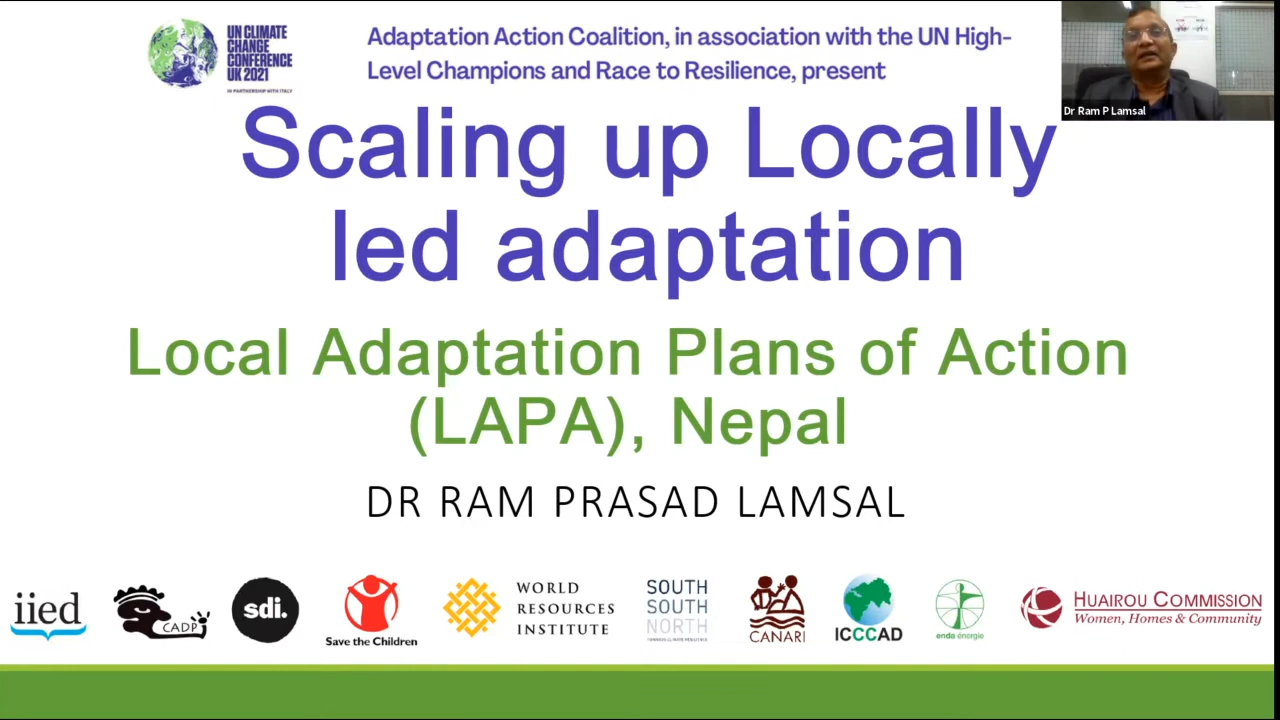 UN CLIMATE
CHANGE
CONFERENCE
UK 2021
IN PARTNERSHIP WITH ITALY
Adaptation Action Coalition, in association with the UN High-
Level Champions and Race to Resilience, present
Dr Ram P Lamsal
Scaling up Locally
led adaptation
Local Adaptation Plans of Action
(LAPA), Nepal
DR RAM PRASAD LAMSAL
iied
CADP
sdi.
Save the Children
WORLD
RESOURCES
INSTITUTE
SOUTH
SOUTH
NORTH
CANARI
ICCCAD
enda énergie
HUAIROU COMMISSION
Women, Homes & Community